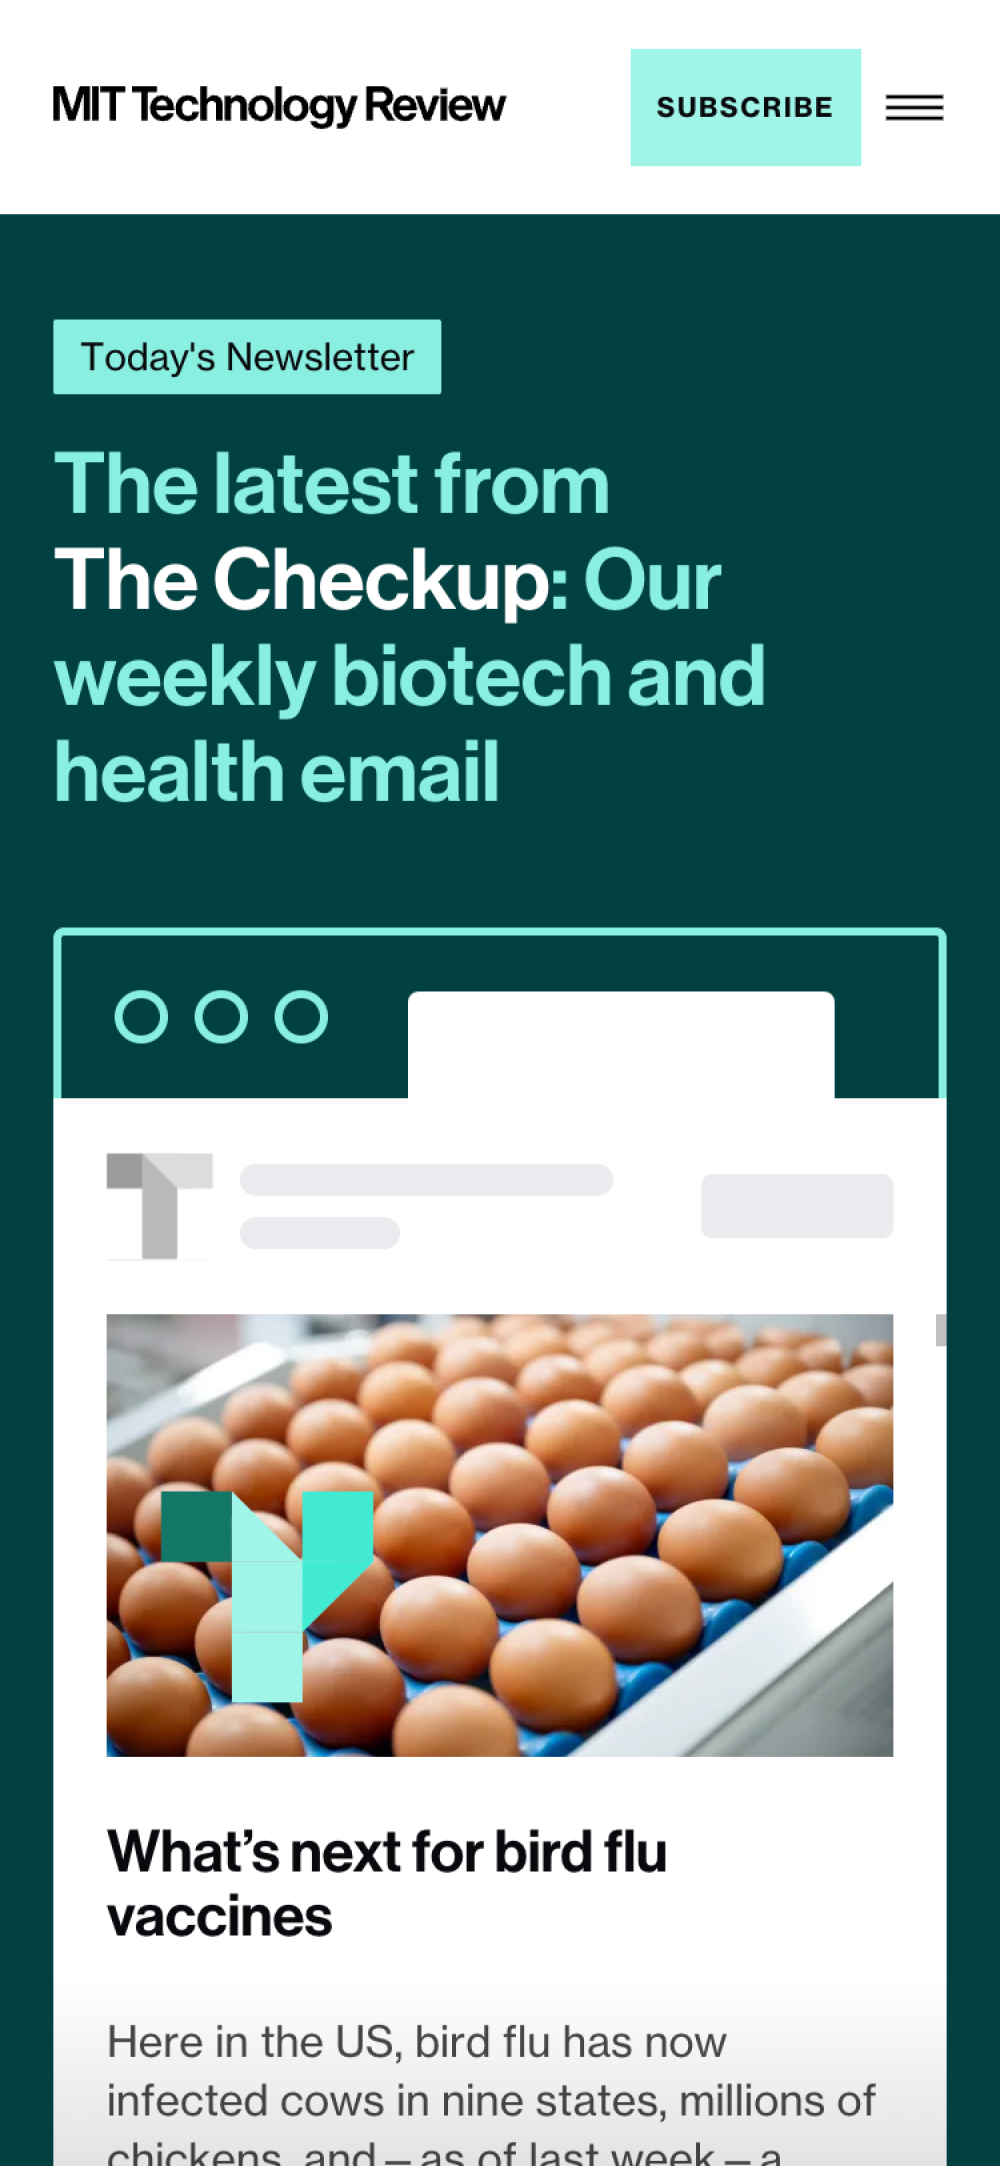 MIT Technology Review
SUBSCRIBE
Today's Newsletter
The latest from
The Checkup: Our
weekly biotech and
health email
What’s next for bird flu
vaccines
Here in the US, bird flu has now
infected cows in nine states, millions of
chickens, and—as of last week—a